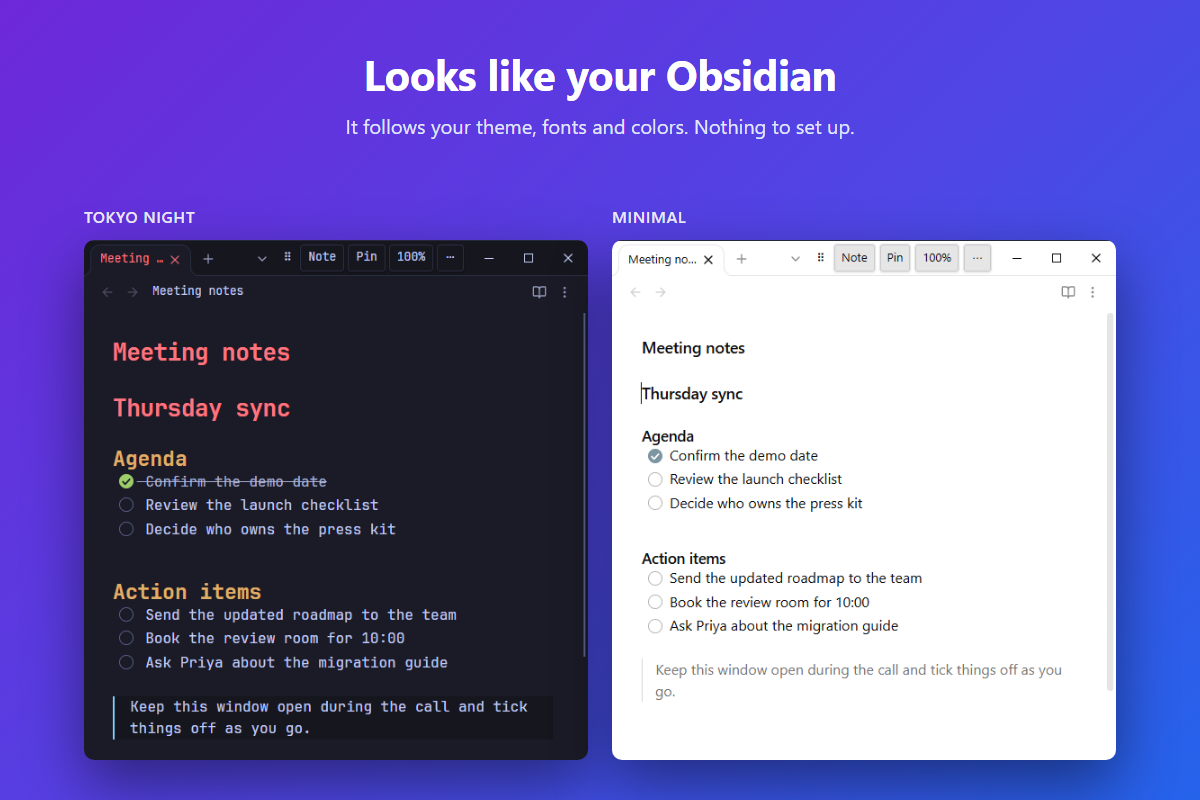 Looks like your Obsidian
It follows your theme, fonts and colors. Nothing to set up.
TOKYO NIGHT
Meeting …
Note
Pin
100%
Meeting notes
Meeting notes
Thursday sync
Agenda
Confirm the demo date
Review the launch checklist
Decide who owns the press kit
Action items
Send the updated roadmap to the team
Book the review room for 10:00
Ask Priya about the migration guide
Keep this window open during the call and tick
things off as you go.
MINIMAL
Meeting no...
Note
Pin
100%
Meeting notes
Thursday sync
Agenda
Confirm the demo date
Review the launch checklist
Decide who owns the press kit
Action items
Send the updated roadmap to the team
Book the review room for 10:00
Ask Priya about the migration guide
Keep this window open during the call and tick things off as you
go.